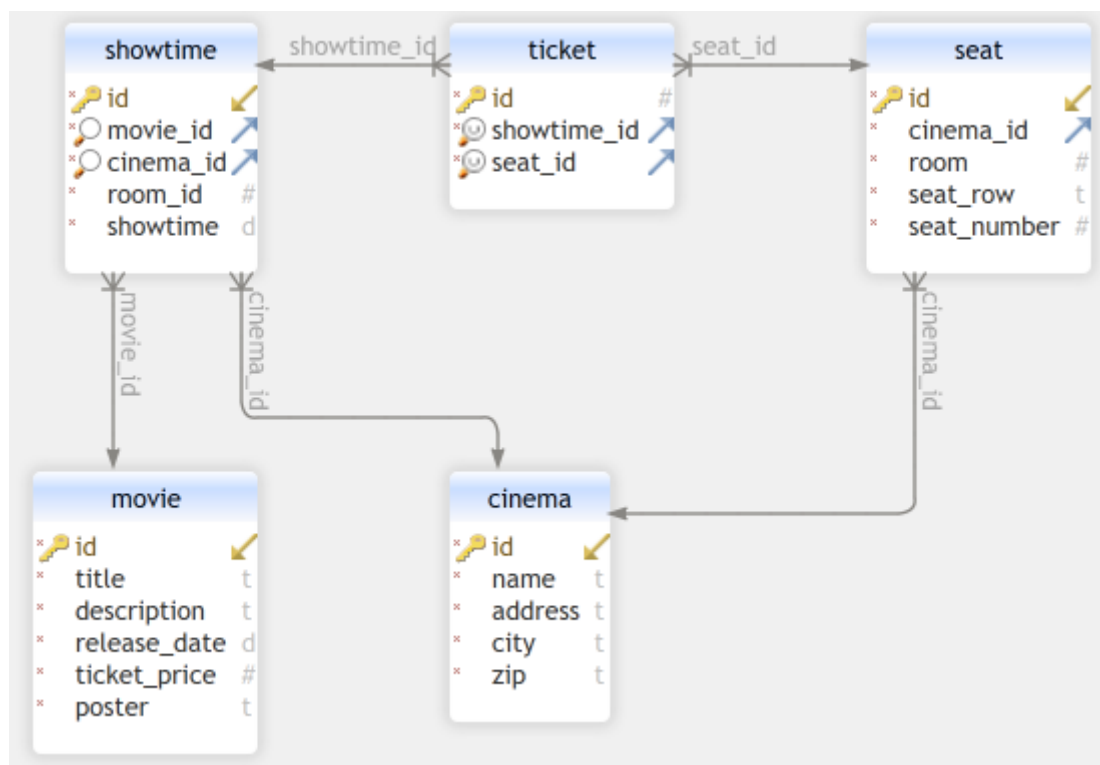 showtime
id
movie_id
cinema_id
room_id #
showtime d
showtime_id
ticket
id #
showtime_id
seat_id
seat_id
seat
id
cinema_id
room #
seat_row t
seat_number #
movie_id
cinema_id
cinema_id
movie
id
title t
description t
release_date d
ticket_price #
poster t
cinema
id
name t
address t
city t
zip t